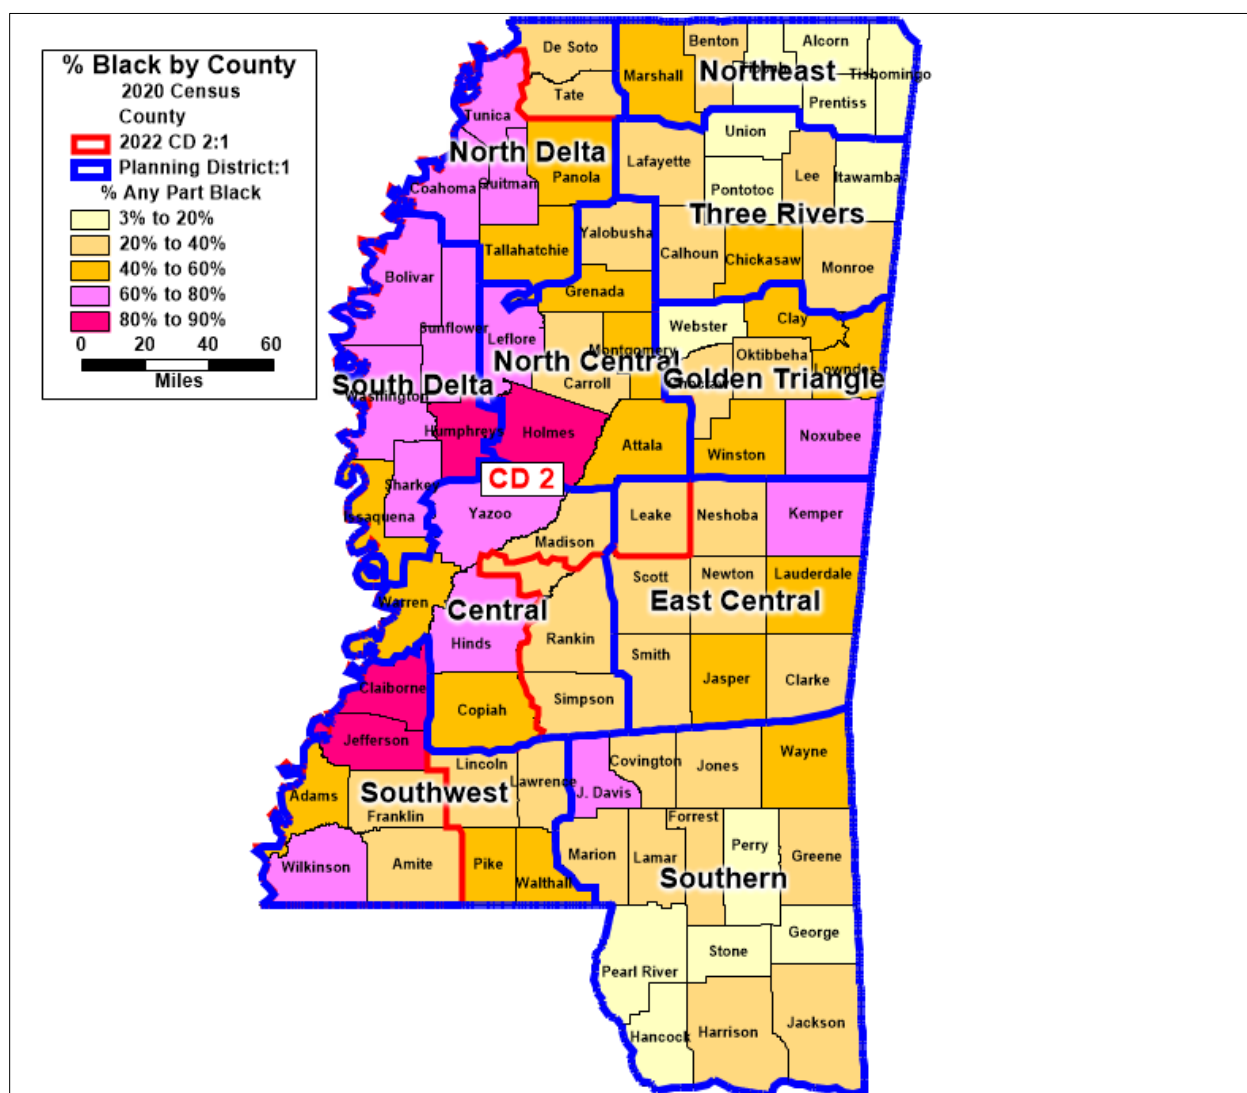 % Black by County
2020 Census
County
2022 CD 2:1
Planning District:1
% Any Part Black
3% to 20%
20% to 40%
40% to 60%
60% to 80%
80% to 90%
0 20 40 60
Miles
De Soto
Benton
Alcorn
Marshall
Northeast
Tishomingo
Tate
Prentiss
Tunica
Union
North Delta
Lafayette
Panola
Lee
Itawamba
Quitman
Coahoma
Pontotoc
Three Rivers
Yalobusha
Tallahatchie
Calhoun
Chickasaw
Monroe
Bolivar
Grenada
Clay
Webster
Sunflower
Leflore
Montgomery
Oktibbeha
North Central
Lowndes
Golden Triangle
Carroll
Choctaw
South Delta
Washington
Humphreys
Holmes
Attala
Noxubee
Winston
CD 2
Sharkey
Issaquena
Yazoo
Leake
Neshoba
Kemper
Madison
Scott
Newton
Lauderdale
Warren
Central
East Central
Hinds
Rankin
Smith
Jasper
Clarke
Claiborne
Simpson
Copiah
Jefferson
Wayne
Lincoln
Covington
Jones
Lawrence
Southwest
J. Davis
Adams
Franklin
Forrest
Perry
Marion
Lamar
Greene
Wilkinson
Amite
Pike
Walthall
Southern
George
Stone
Pearl River
Hancock
Harrison
Jackson